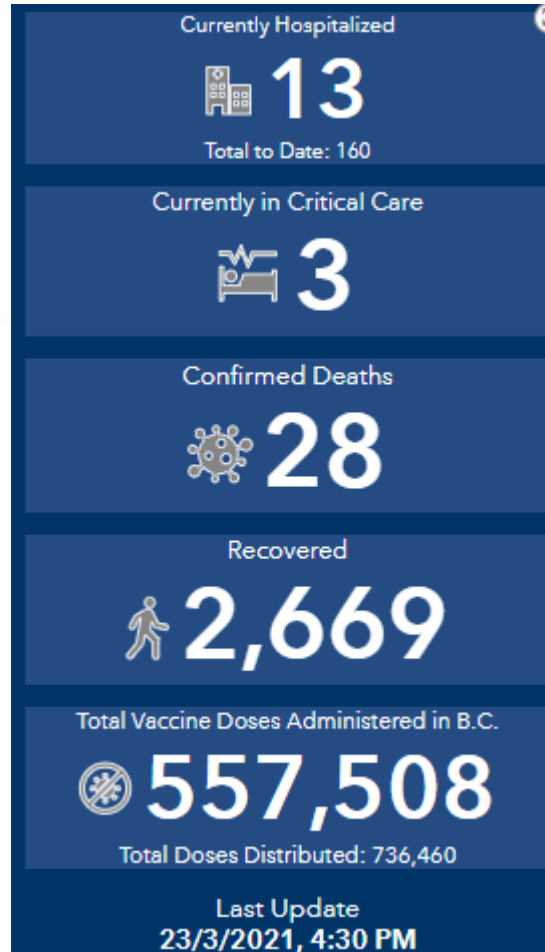 Currently Hospitalized
13
Total to Date: 160
Currently in Critical Care
3
Confirmed Deaths
28
Recovered
2,669
Total Vaccine Doses Administered in B.C.
557,508
Total Doses Distributed: 736,460
Last Update
23/3/2021, 4:30 PM